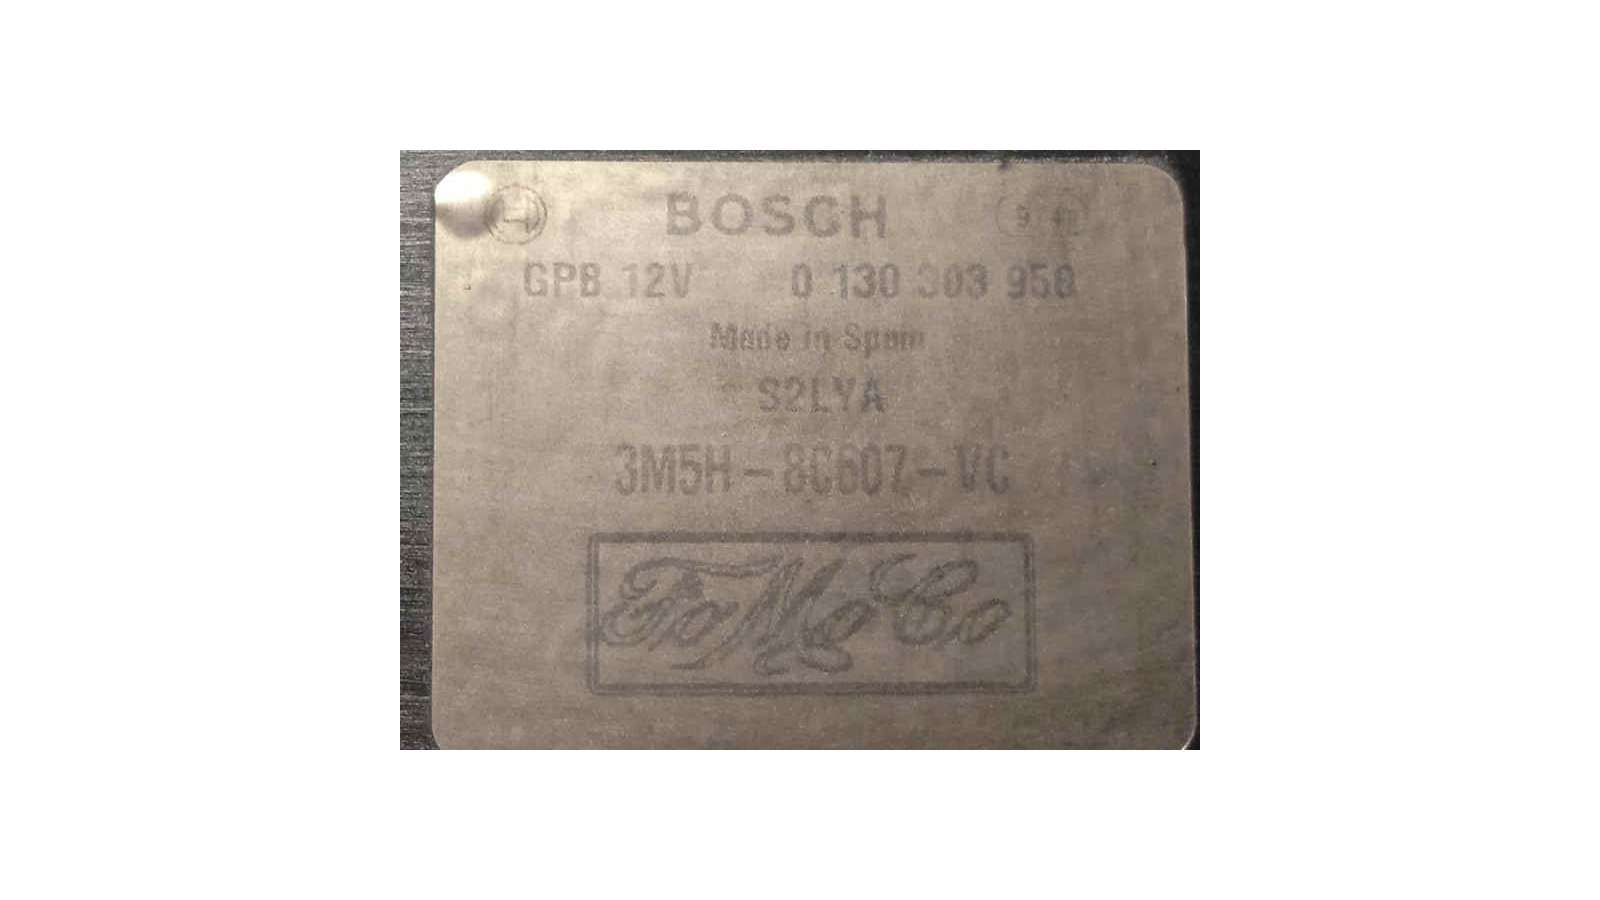 BOSCH
GPB 12V 0 130 303 958
Made in Spain
S2LYA
3M5H-8C607-VC
FoMoCo